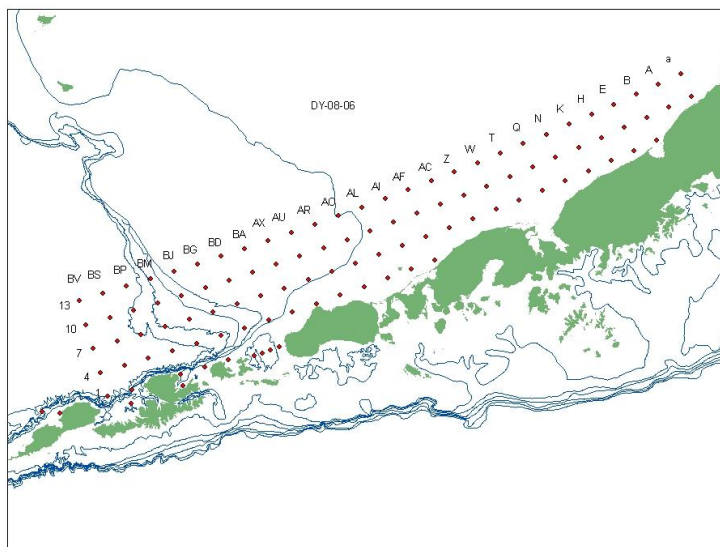 DY-08-06
a
A
B
E
H
K
N
Q
T
W
Z
AC
AF
AI
AL
AO
AR
AU
AX
BA
BD
BG
BJ
BM
BP
BS
BV
13
10
7
4
1